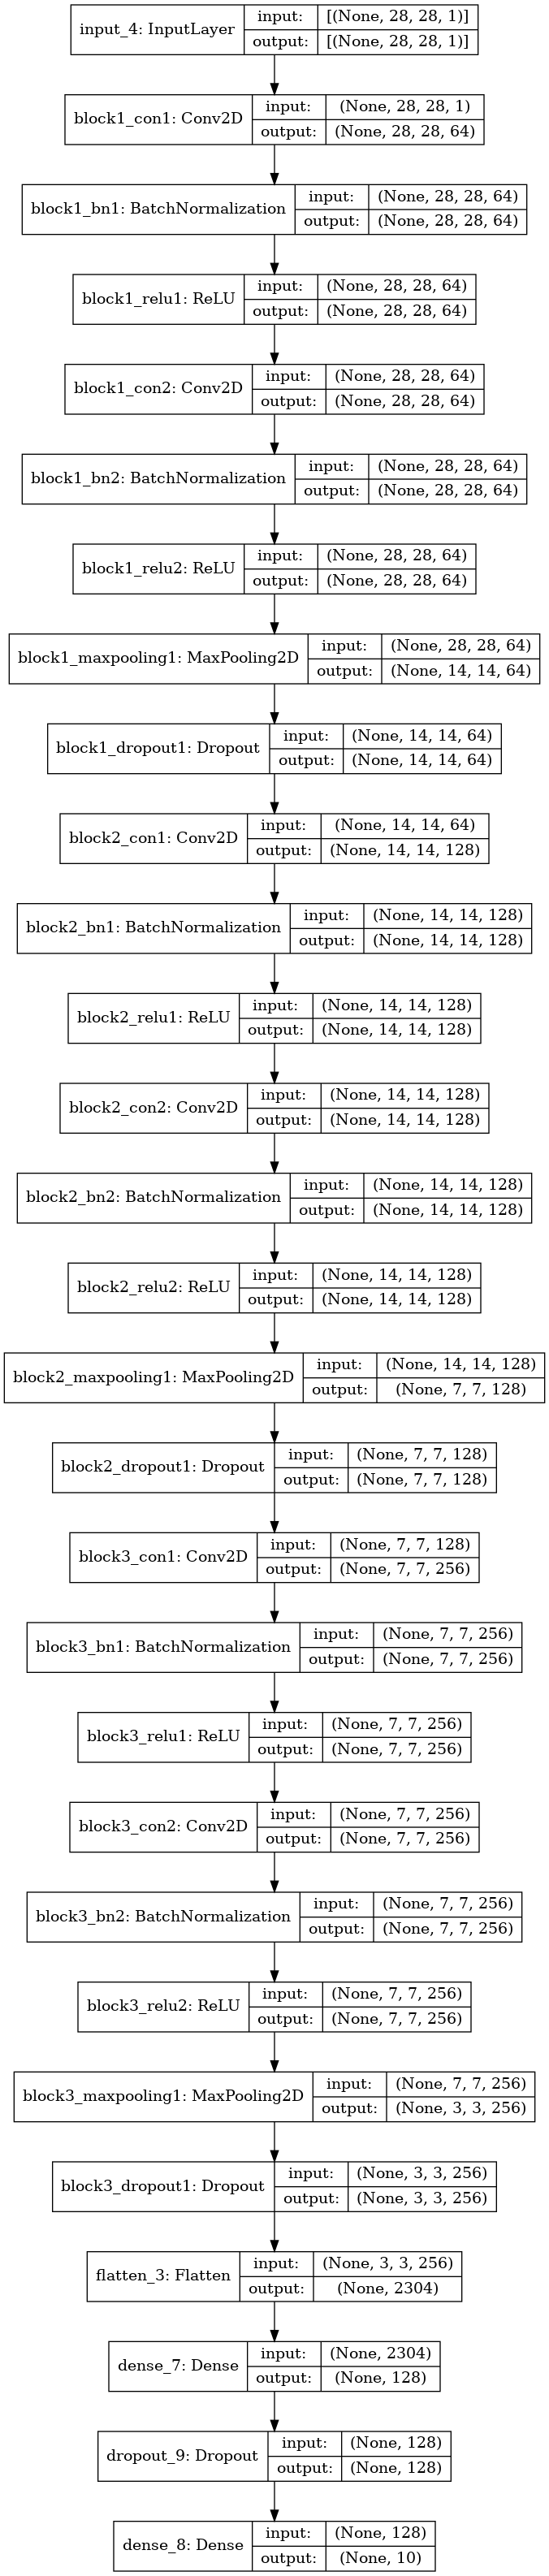 input_4: InputLayer
input: [(None, 28, 28, 1)]
output: [(None, 28, 28, 1)]
block1_con1: Conv2D
input: (None, 28, 28, 1)
output: (None, 28, 28, 64)
block1_bn1: BatchNormalization
input: (None, 28, 28, 64)
output: (None, 28, 28, 64)
block1_relu1: ReLU
input: (None, 28, 28, 64)
output: (None, 28, 28, 64)
block1_con2: Conv2D
input: (None, 28, 28, 64)
output: (None, 28, 28, 64)
block1_bn2: BatchNormalization
input: (None, 28, 28, 64)
output: (None, 28, 28, 64)
block1_relu2: ReLU
input: (None, 28, 28, 64)
output: (None, 28, 28, 64)
block1_maxpooling1: MaxPooling2D
input: (None, 28, 28, 64)
output: (None, 14, 14, 64)
block1_dropout1: Dropout
input: (None, 14, 14, 64)
output: (None, 14, 14, 64)
block2_con1: Conv2D
input: (None, 14, 14, 64)
output: (None, 14, 14, 128)
block2_bn1: BatchNormalization
input: (None, 14, 14, 128)
output: (None, 14, 14, 128)
block2_relu1: ReLU
input: (None, 14, 14, 128)
output: (None, 14, 14, 128)
block2_con2: Conv2D
input: (None, 14, 14, 128)
output: (None, 14, 14, 128)
block2_bn2: BatchNormalization
input: (None, 14, 14, 128)
output: (None, 14, 14, 128)
block2_relu2: ReLU
input: (None, 14, 14, 128)
output: (None, 14, 14, 128)
block2_maxpooling1: MaxPooling2D
input: (None, 14, 14, 128)
output: (None, 7, 7, 128)
block2_dropout1: Dropout
input: (None, 7, 7, 128)
output: (None, 7, 7, 128)
block3_con1: Conv2D
input: (None, 7, 7, 128)
output: (None, 7, 7, 256)
block3_bn1: BatchNormalization
input: (None, 7, 7, 256)
output: (None, 7, 7, 256)
block3_relu1: ReLU
input: (None, 7, 7, 256)
output: (None, 7, 7, 256)
block3_con2: Conv2D
input: (None, 7, 7, 256)
output: (None, 7, 7, 256)
block3_bn2: BatchNormalization
input: (None, 7, 7, 256)
output: (None, 7, 7, 256)
block3_relu2: ReLU
input: (None, 7, 7, 256)
output: (None, 7, 7, 256)
block3_maxpooling1: MaxPooling2D
input: (None, 7, 7, 256)
output: (None, 3, 3, 256)
block3_dropout1: Dropout
input: (None, 3, 3, 256)
output: (None, 3, 3, 256)
flatten_3: Flatten
input: (None, 3, 3, 256)
output: (None, 2304)
dense_7: Dense
input: (None, 2304)
output: (None, 128)
dropout_9: Dropout
input: (None, 128)
output: (None, 128)
dense_8: Dense
input: (None, 128)
output: (None, 10)